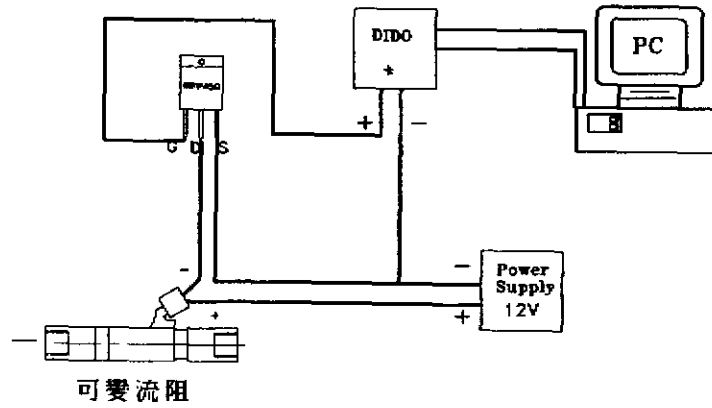 DIDO
*
PC
+ −
G D S
−
Power
Supply
12V
−
+
+
可變流阻